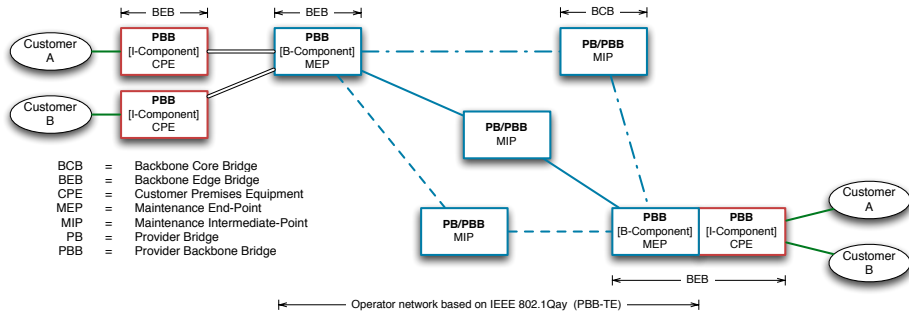 BEB
BEB
BCB
Customer
A
PBB
[I-Component]
CPE
PBB
[B-Component]
MEP
PB/PBB
MIP
Customer
B
PBB
[I-Component]
CPE
PB/PBB
MIP
BCB = Backbone Core Bridge
BEB = Backbone Edge Bridge
CPE = Customer Premises Equipment
MEP = Maintenance End-Point
MIP = Maintenance Intermediate-Point
PB = Provider Bridge
PBB = Provider Backbone Bridge
PB/PBB
MIP
PBB
[B-Component]
MEP
PBB
[I-Component]
CPE
Customer
A
Customer
B
BEB
Operator network based on IEEE 802.1Qay (PBB-TE)